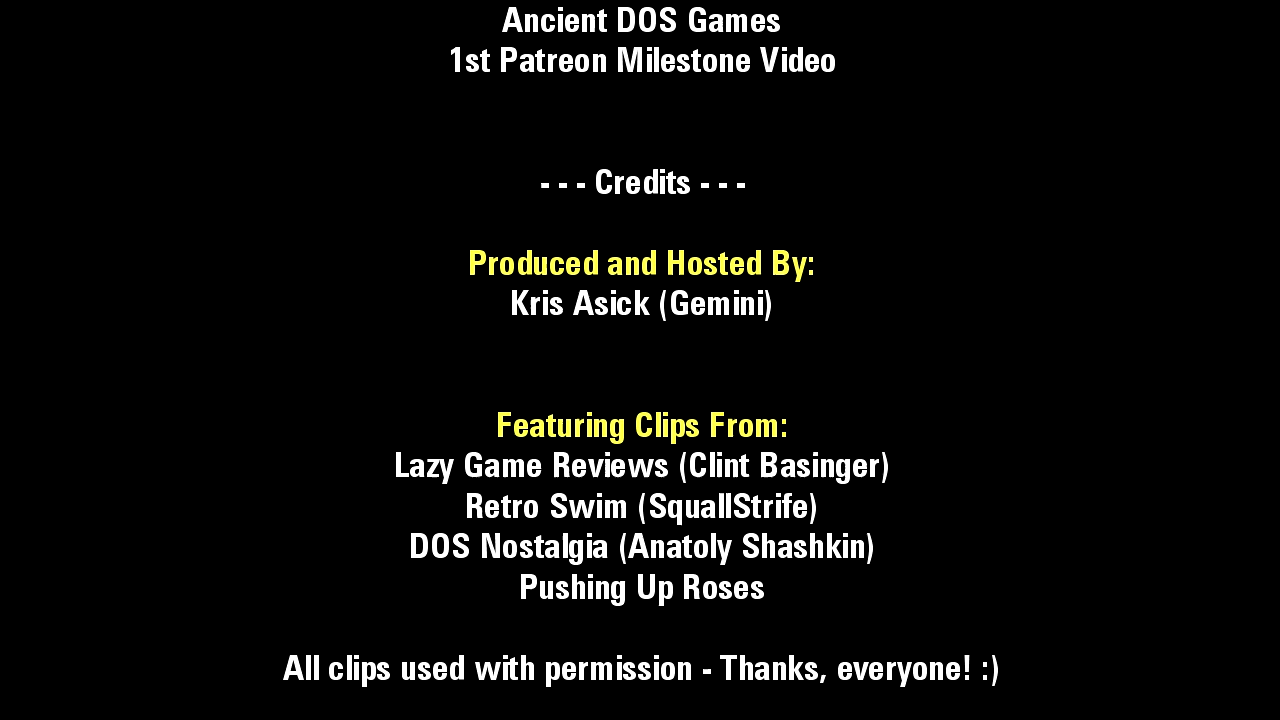 Ancient DOS Games
1st Patreon Milestone Video
- - - Credits - - -
Produced and Hosted By:
Kris Asick (Gemini)
Featuring Clips From:
Lazy Game Reviews (Clint Basinger)
Retro Swim (SquallStrife)
DOS Nostalgia (Anatoly Shashkin)
Pushing Up Roses
All clips used with permission - Thanks, everyone! :)